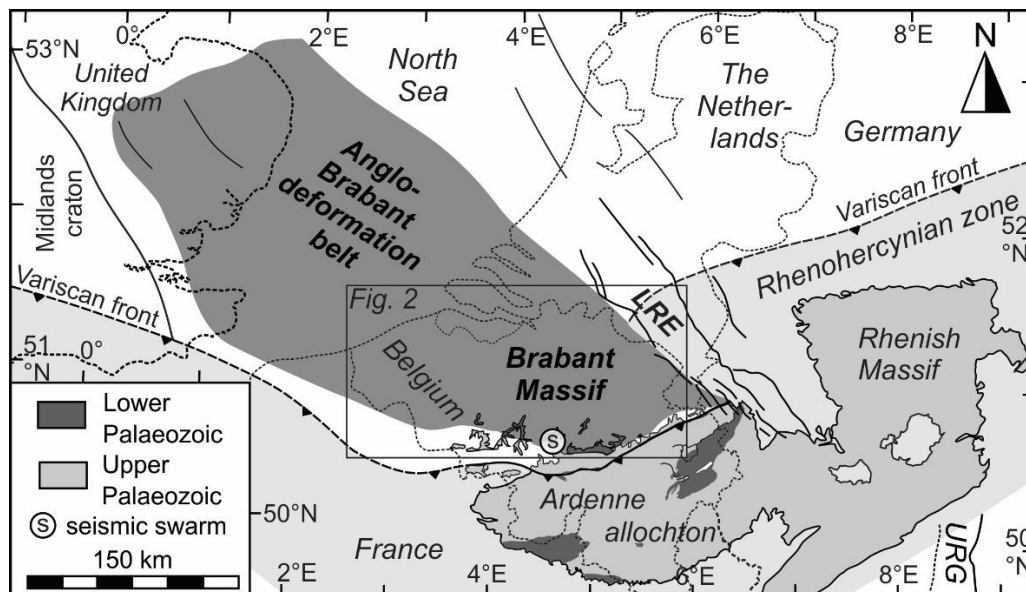 0°
2°E
4°E
6°E
8°E
53°N
United
Kingdom
North
Sea
The
Nether-
lands
N
Germany
Midlands
craton
Anglo-
Brabant
deformation
belt
Variscan front
52
°N
Rhenohercynian zone
Variscan front
Fig. 2
LRE
Belgium
Brabant
Massif
Rhenish
Massif
51
°N
0°
Lower
Palaeozoic
Upper
Palaeozoic
S
seismic swarm
150 km
S
50°N
Ardenne
allochton
France
URG
50
°N
2°E
4°E
6°E
8°E